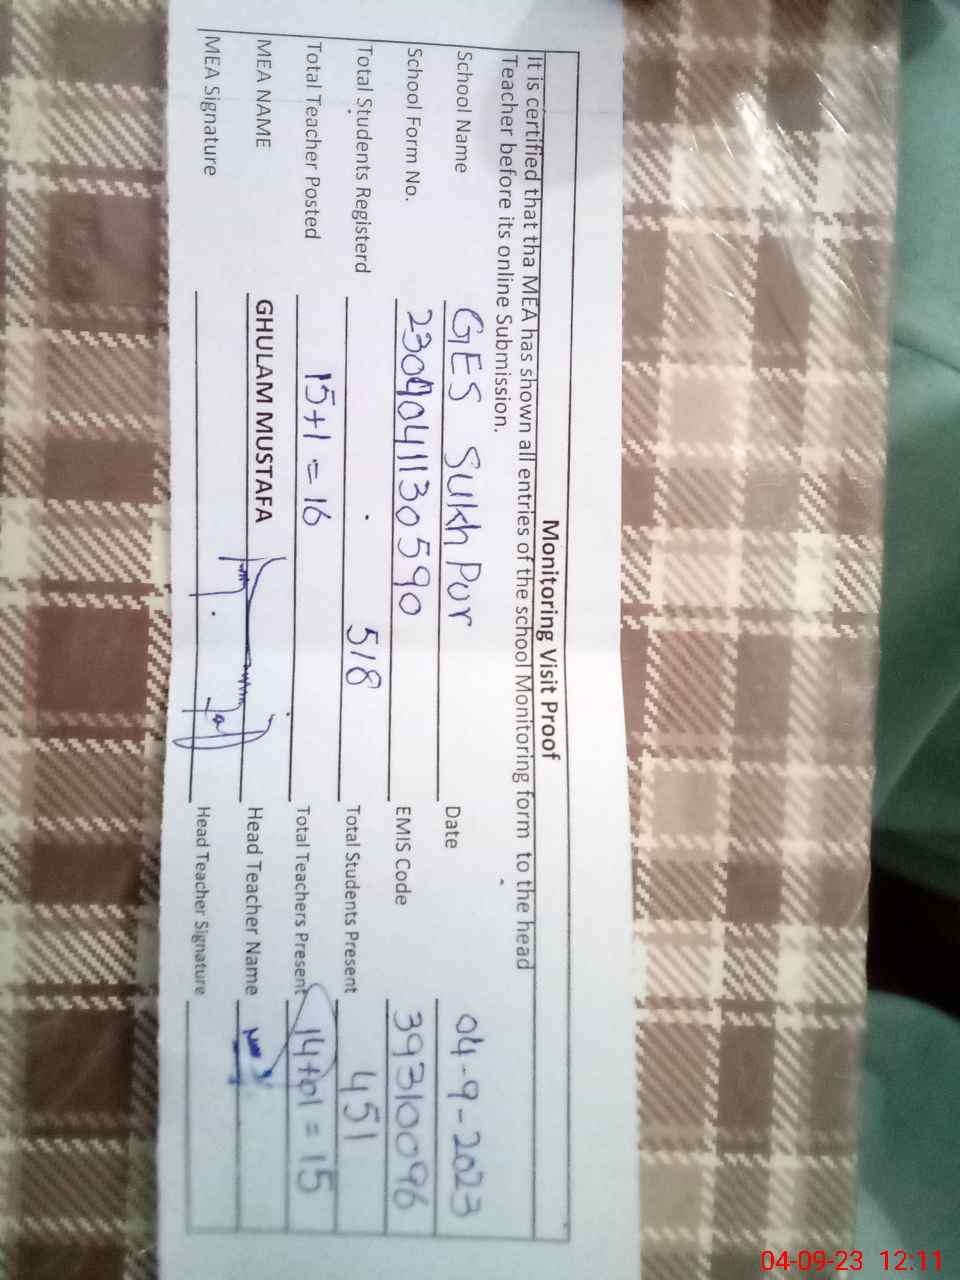 Monitoring Visit Proof
It is certified that tha MEA has shown all entries of the school Monitoring form to the head
Teacher before its online Submission.
School Name GES Sukh Pur Date 04-9-2023
School Form No. 2309041130590 EMIS Code 39310096
Total Students Registerd 518 Total Students Present 451
Total Teacher Posted 15+1=16 Total Teachers Present 14+01=15
MEA NAME GHULAM MUSTAFA Head Teacher Name
MEA Signature Head Teacher Signature
04-09-23 12:11